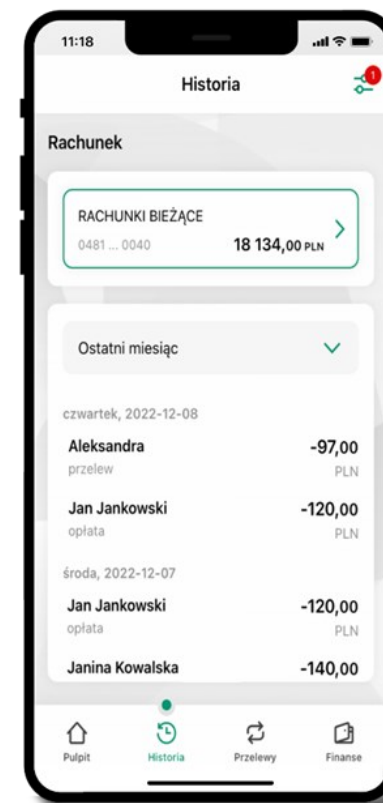 11:18
Historia
1
Rachunek
RACHUNKI BIEŻĄCE
0481 ... 0040 18 134,00 PLN
Ostatni miesiąc
czwartek, 2022-12-08
Aleksandra -97,00
przelew PLN
Jan Jankowski -120,00
opłata PLN
środa, 2022-12-07
Jan Jankowski -120,00
opłata PLN
Janina Kowalska -140,00
Pulpit Historia Przelewy Finanse